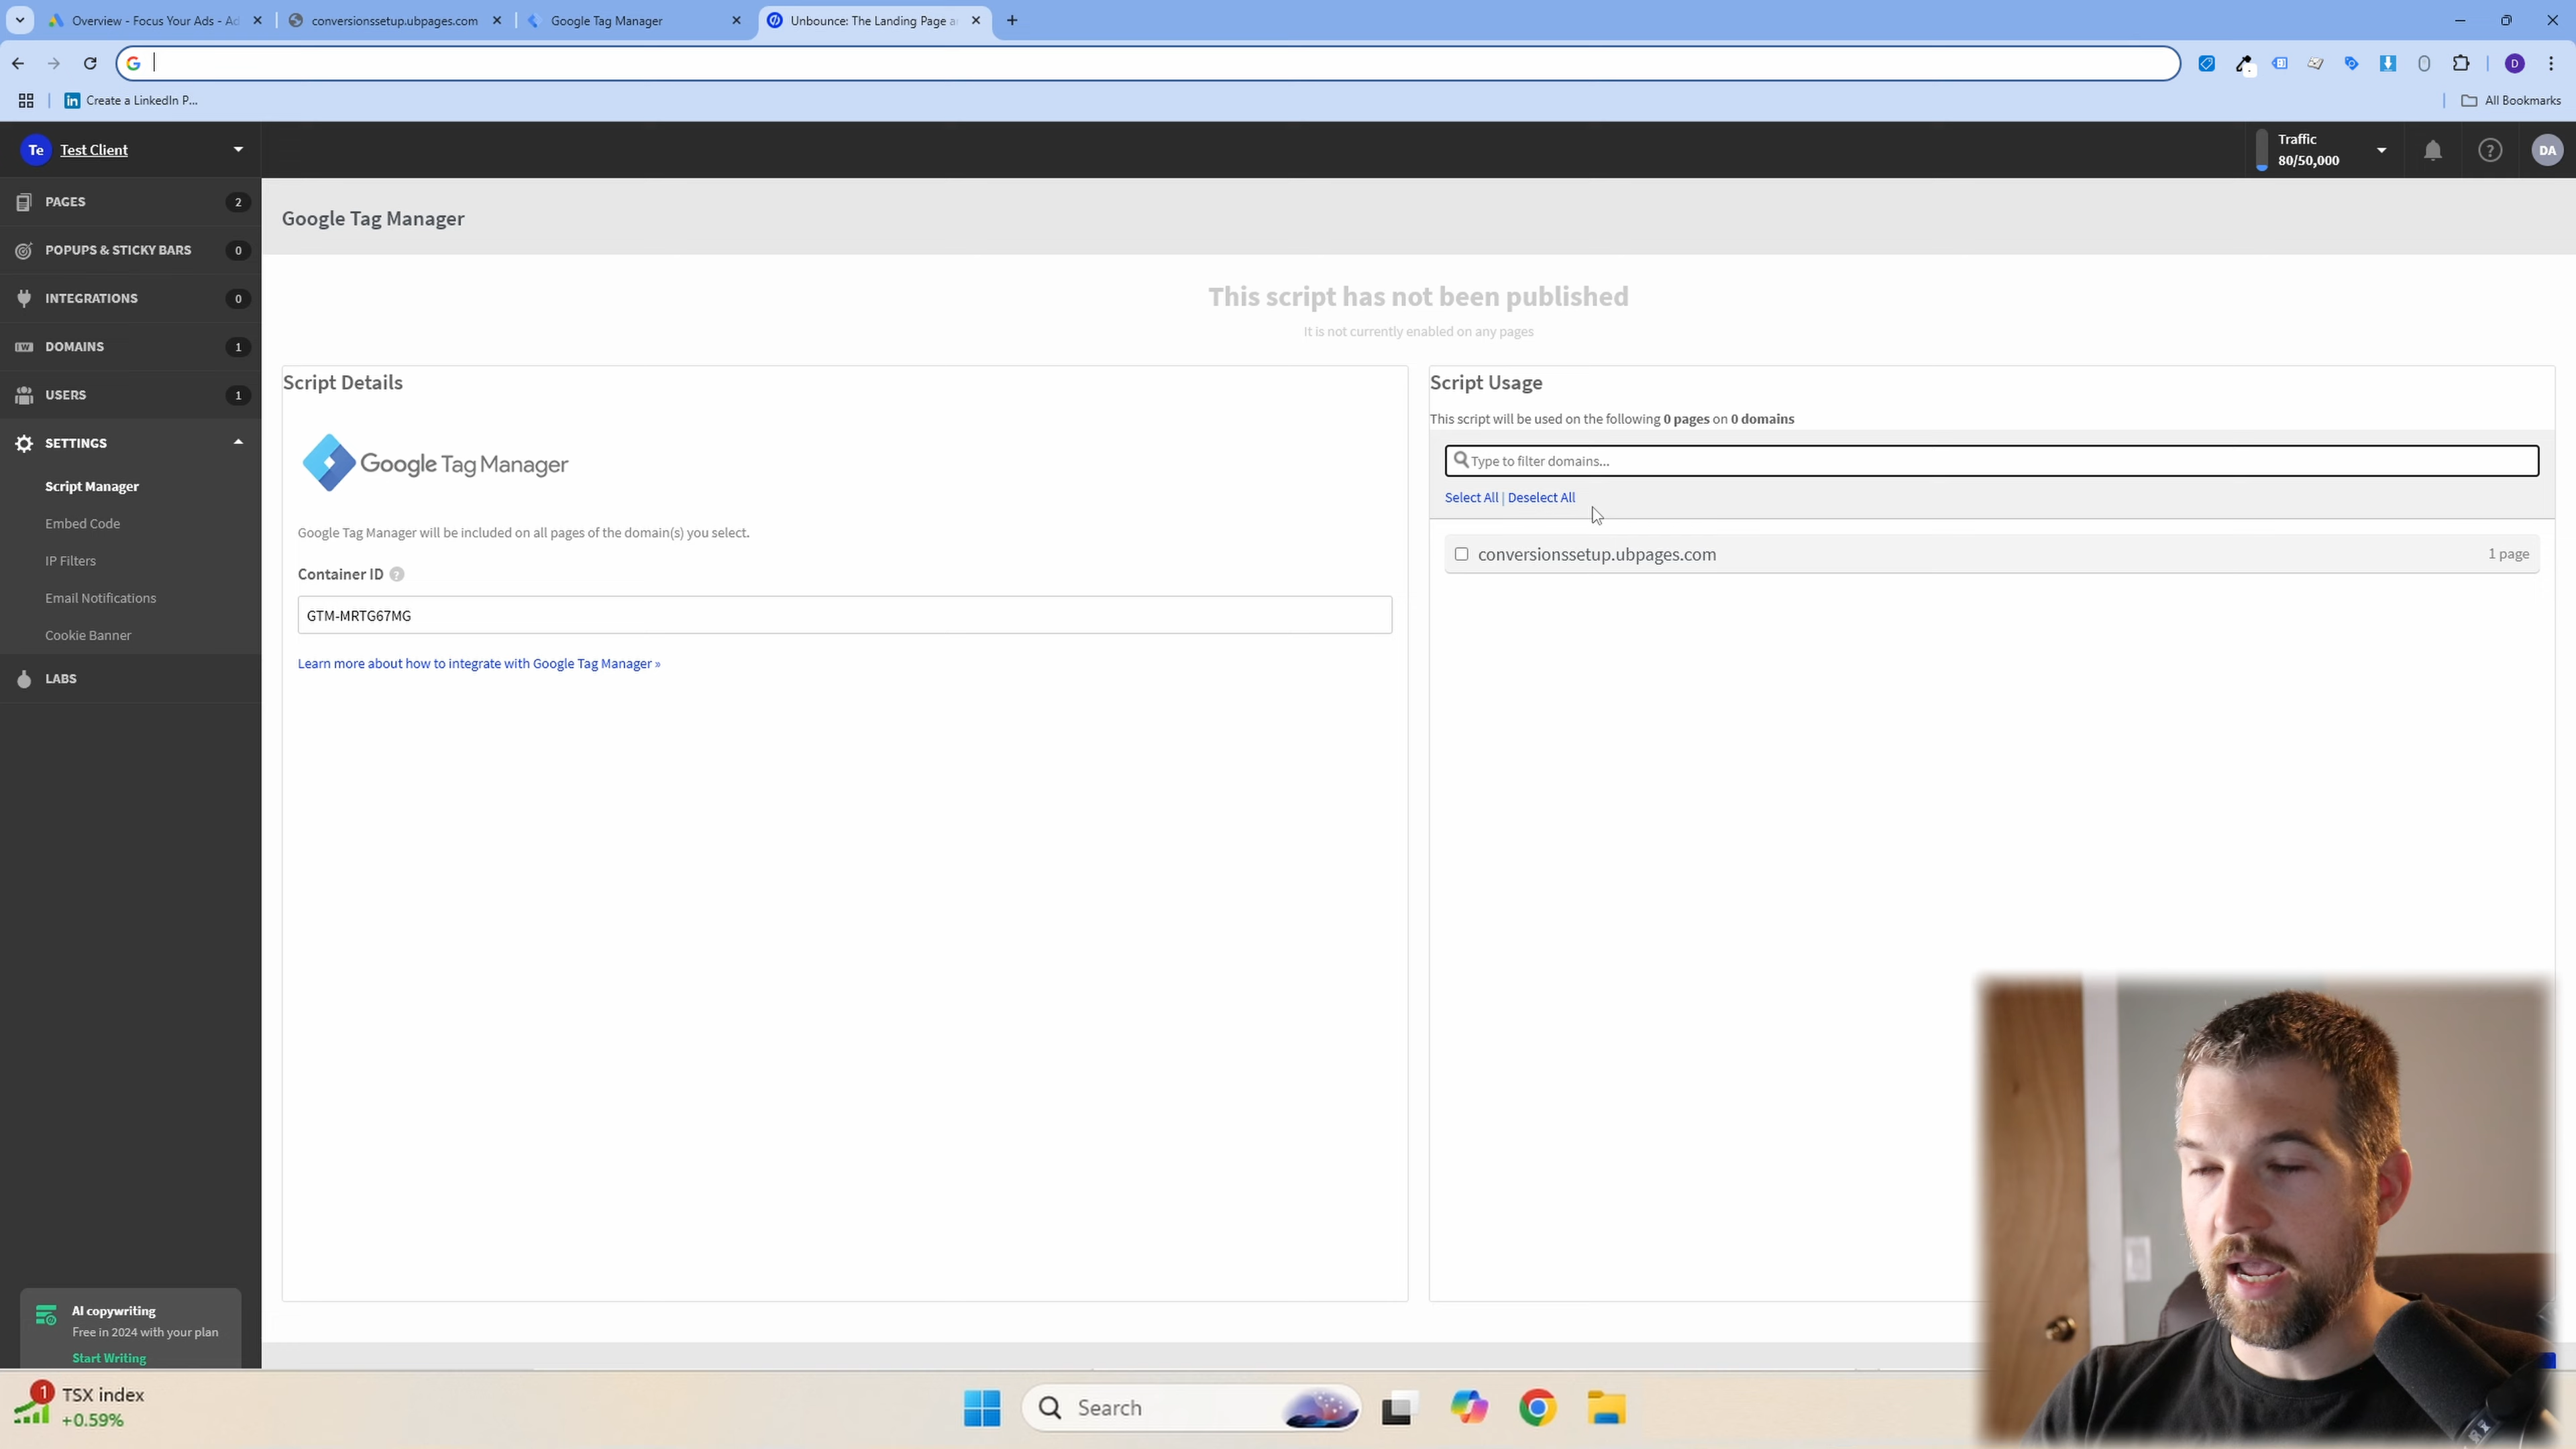 Overview - Focus Your Ads - Ad
conversionssetup.ubpages.com
Google Tag Manager
Unbounce: The Landing Page a
Create a LinkedIn P...
D
All Bookmarks
Te
Test Client
Traffic
80/50,000
DA
PAGES
2
POPUPS & STICKY BARS
0
INTEGRATIONS
0
DOMAINS
1
USERS
1
SETTINGS
Script Manager
Embed Code
IP Filters
Email Notifications
Cookie Banner
LABS
Google Tag Manager
This script has not been published
It is not currently enabled on any pages
Script Details
Google Tag Manager
Google Tag Manager will be included on all pages of the domain(s) you select.
Container ID
GTM-MRTG67MG
Learn more about how to integrate with Google Tag Manager »
Script Usage
This script will be used on the following 0 pages on 0 domains
Type to filter domains...
Select All | Deselect All
conversionssetup.ubpages.com
1 page
AI copywriting
Free in 2024 with your plan
Start Writing
1
TSX index
+0.59%
Search